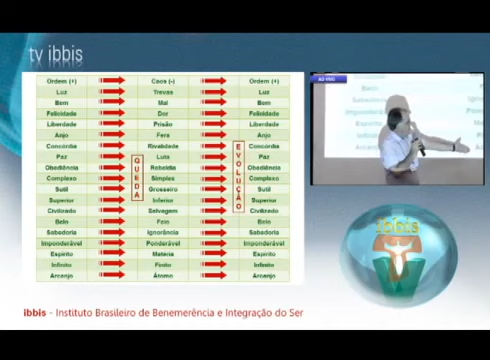 tv ibbis
Ordem (+) Caos (-) Ordem (+)
Luz Trevas Luz
Bem Mal Bem
Felicidade Dor Felicidade
Liberdade Prisão Liberdade
Anjo Fera Anjo
Concórdia Rivalidade Concórdia
Paz Luta Paz
Obediência Rebeldia Obediência
Complexo Simples Complexo
Sutil Grosseiro Sutil
Superior Inferior Superior
Civilizado Selvagem Civilizado
Belo Feio Belo
Sabedoria Ignorância Sabedoria
Imponderável Ponderável Imponderável
Espírito Matéria Espírito
Infinito Finito Infinito
Arcanjo Átomo Arcanjo
QUEDA
EVOLUÇÃO
AO VIVO
ibbis
ibbis - Instituto Brasileiro de Benemerência e Integração do Ser